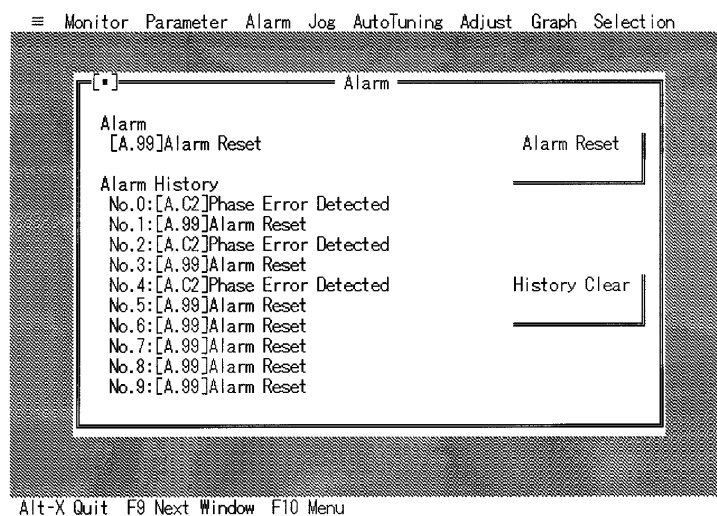 ≡ Monitor Parameter Alarm Jog AutoTuning Adjust Graph Selection
[▪] Alarm
Alarm
[A.99]Alarm Reset
Alarm Reset
Alarm History
No.0:[A.C2]Phase Error Detected
No.1:[A.99]Alarm Reset
No.2:[A.C2]Phase Error Detected
No.3:[A.99]Alarm Reset
No.4:[A.C2]Phase Error Detected
History Clear
No.5:[A.99]Alarm Reset
No.6:[A.99]Alarm Reset
No.7:[A.99]Alarm Reset
No.8:[A.99]Alarm Reset
No.9:[A.99]Alarm Reset
Alt-X Quit F9 Next Window F10 Menu